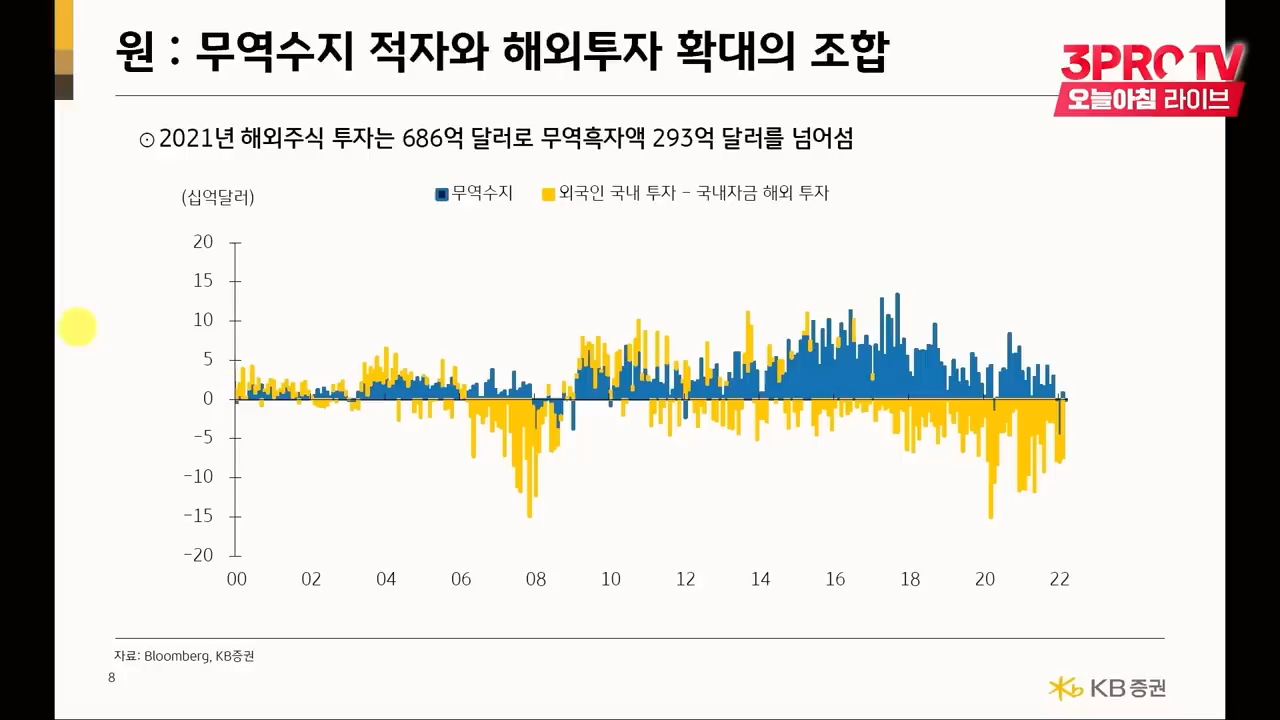 원 : 무역수지 적자와 해외투자 확대의 조합
3PRO TV
오늘아침 라이브
⊙ 2021년 해외주식 투자는 686억 달러로 무역흑자액 293억 달러를 넘어섬
(십억달러)
무역수지 외국인 국내 투자 - 국내자금 해외 투자
20
15
10
5
0
-5
-10
-15
-20
00 02 04 06 08 10 12 14 16 18 20 22
자료: Bloomberg, KB증권
8
KB증권